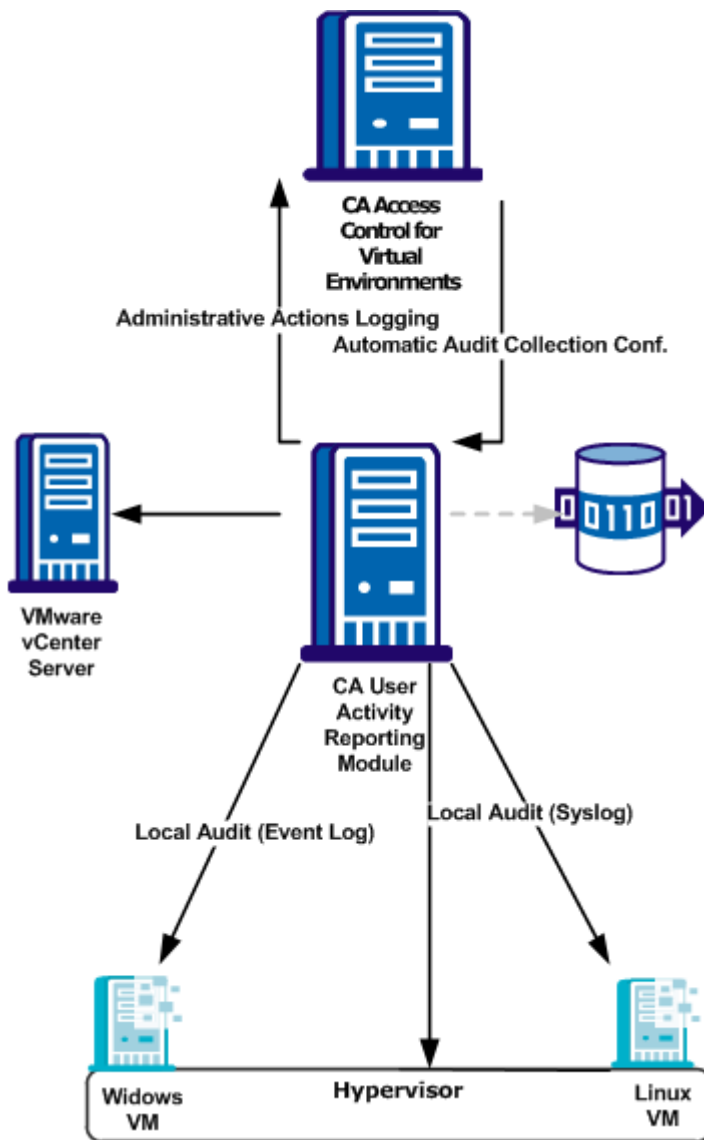 CA Access
Control for
Virtual
Environments
Administrative Actions Logging
Automatic Audit Collection Conf.
0 0110 01
VMware
vCenter
Server
CA User
Activity
Reporting
Module
Local Audit (Event Log)
Local Audit (Syslog)
Widows
VM
Hypervisor
Linux
VM